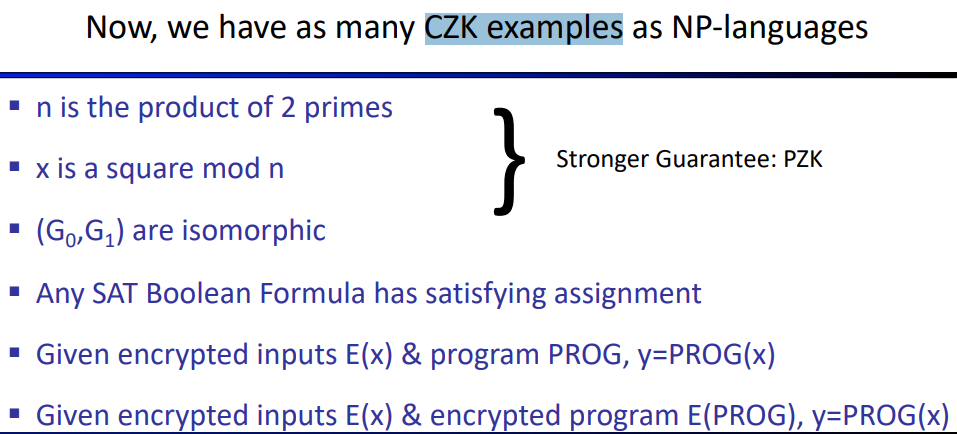 Now, we have as many CZK examples as NP-languages
▪ n is the product of 2 primes
▪ x is a square mod n
} Stronger Guarantee: PZK
▪ (G₀,G₁) are isomorphic
▪ Any SAT Boolean Formula has satisfying assignment
▪ Given encrypted inputs E(x) & program PROG, y=PROG(x)
▪ Given encrypted inputs E(x) & encrypted program E(PROG), y=PROG(x)